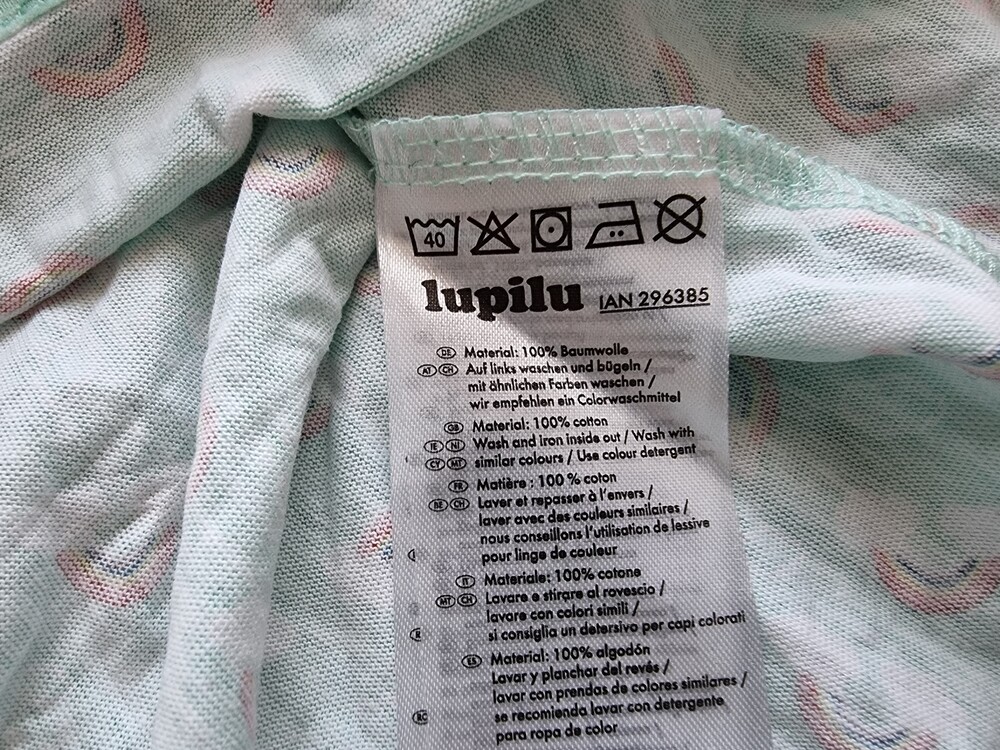 40
lupilu IAN 296385
DE Material: 100% Baumwolle
AT CH Auf links waschen und bügeln /
mit ähnlichen Farben waschen /
wir empfehlen ein Colorwaschmittel
GB Material: 100% cotton
IE NI Wash and iron inside out / Wash with
CY MT similar colours / Use colour detergent
FR Matière : 100 % coton
BE CH Laver et repasser à l'envers /
laver avec des couleurs similaires /
nous conseillons l'utilisation de lessive
pour linge de couleur
IT Materiale: 100% cotone
MT CH Lavare e stirare al rovescio /
lavare con colori simili /
si consiglia un detersivo per capi colorati
ES Material: 100% algodón
Lavar y planchar del revés /
lavar con prendas de colores similares /
se recomienda lavar con detergente
para ropa de color